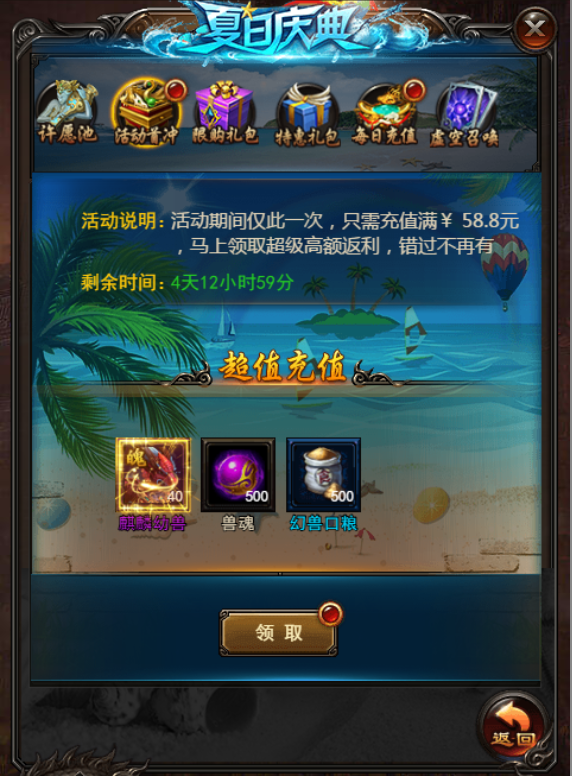 夏日庆典
许愿池 活动首冲 限购礼包 特惠礼包 每日充值 虚空召唤
活动说明：活动期间仅此一次，只需充值满￥ 58.8元
，马上领取超级高额返利，错过不再有
剩余时间：4天12小时59分
超值充值
魄
40 500 500
麒麟幼兽 兽魂 幻兽口粮
领 取
返回